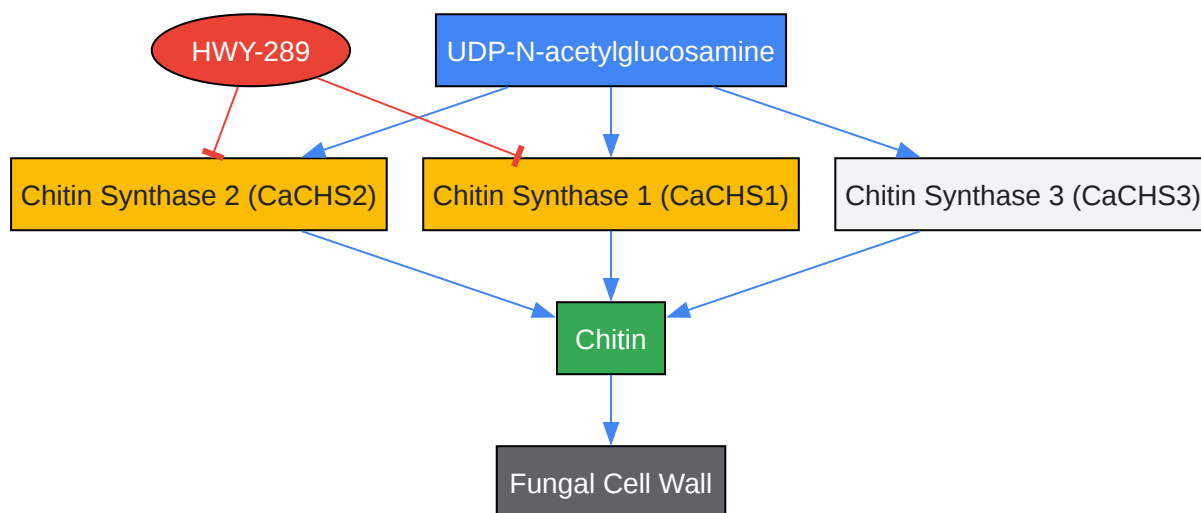 HWY-289
UDP-N-acetylglucosamine
Chitin Synthase 2 (CaCHS2)
Chitin Synthase 1 (CaCHS1)
Chitin Synthase 3 (CaCHS3)
Chitin
Fungal Cell Wall